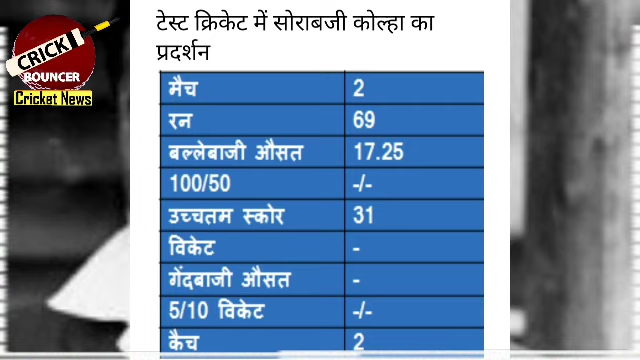 CRICK
BOUNCER
Cricket News
टेस्ट क्रिकेट में सोराबजी कोल्हा का
प्रदर्शन
मैच 2
रन 69
बल्लेबाजी औसत 17.25
100/50 -/-
उच्चतम स्कोर 31
विकेट -
गेंदबाजी औसत -
5/10 विकेट -/-
कैच 2